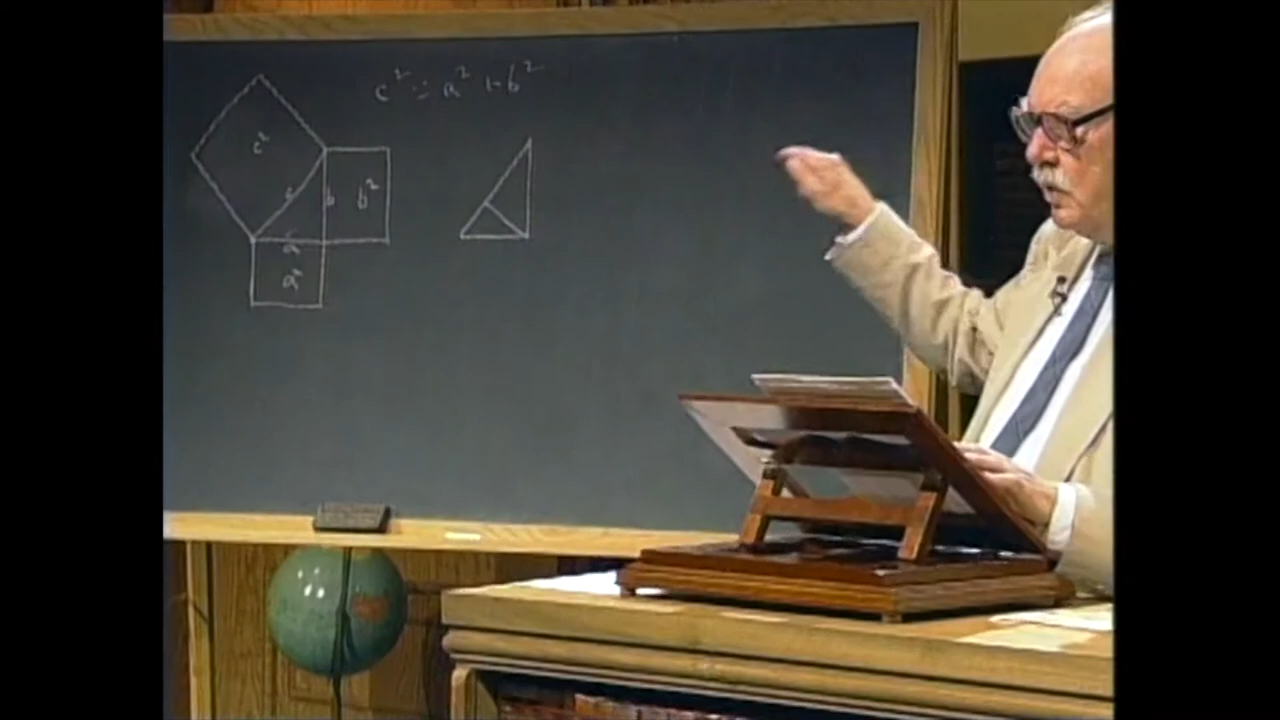 c² = a² + b²
c²
c
b
b²
a
a²